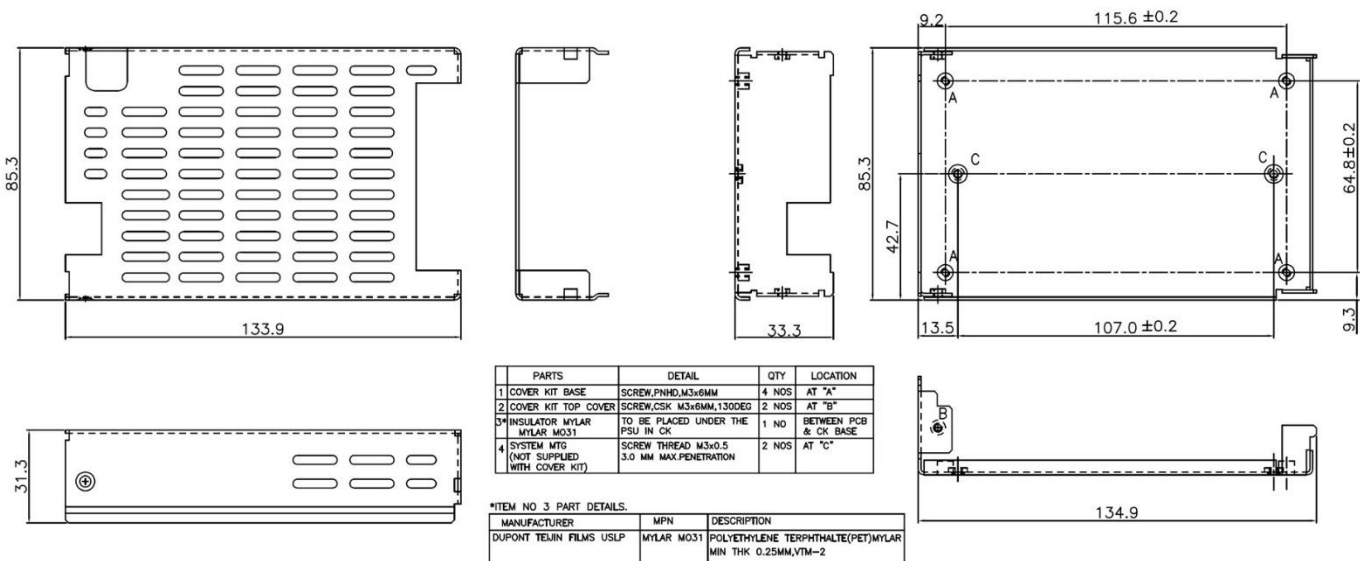 9.2
115.6 ±0.2
85.3
133.9
33.3
A
A
C
C
A
A
85.3
42.7
64.8±0.2
13.5
107.0 ±0.2
9.3
31.3
PARTS DETAIL QTY LOCATION
1 COVER KIT BASE SCREW,PNHD,M3x6MM 4 NOS AT "A"
2 COVER KIT TOP COVER SCREW,CSK M3x6MM,130DEG 2 NOS AT "B"
3* INSULATOR MYLAR TO BE PLACED UNDER THE 1 NO BETWEEN PCB
MYLAR MO31 PSU IN CK & CK BASE
4 SYSTEM MTG SCREW THREAD M3x0.5 2 NOS AT "C"
(NOT SUPPLIED 3.0 MM MAX.PENETRATION
WITH COVER KIT)
B
134.9
*ITEM NO 3 PART DETAILS.
MANUFACTURER MPN DESCRIPTION
DUPONT TEIJIN FILMS USLP MYLAR MO31 POLYETHYLENE TERPHTHALTE(PET)MYLAR
MIN THK 0.25MM,VTM-2